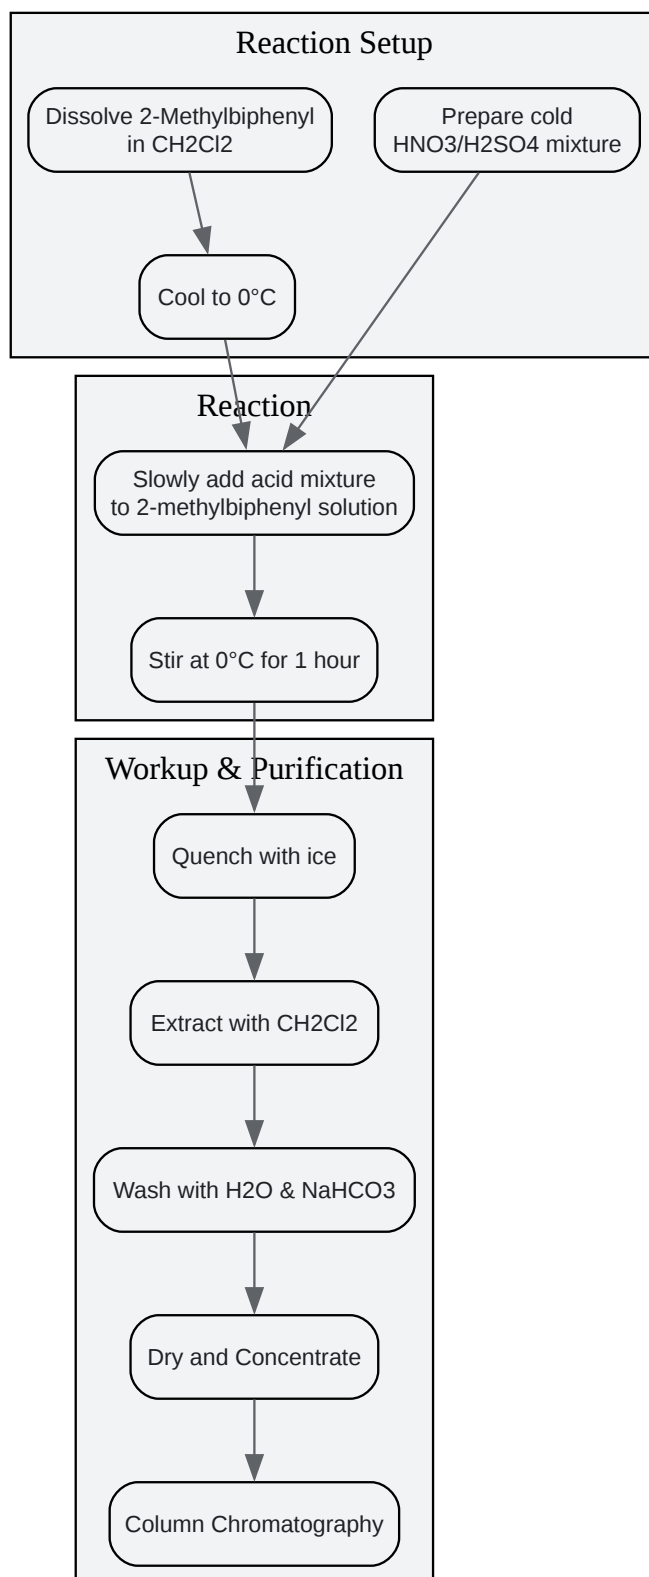 Reaction Setup
Dissolve 2-Methylbiphenyl
in CH2Cl2
Prepare cold
HNO3/H2SO4 mixture
Cool to 0°C
Reaction
Slowly add acid mixture
to 2-methylbiphenyl solution
Stir at 0°C for 1 hour
Workup & Purification
Quench with ice
Extract with CH2Cl2
Wash with H2O & NaHCO3
Dry and Concentrate
Column Chromatography